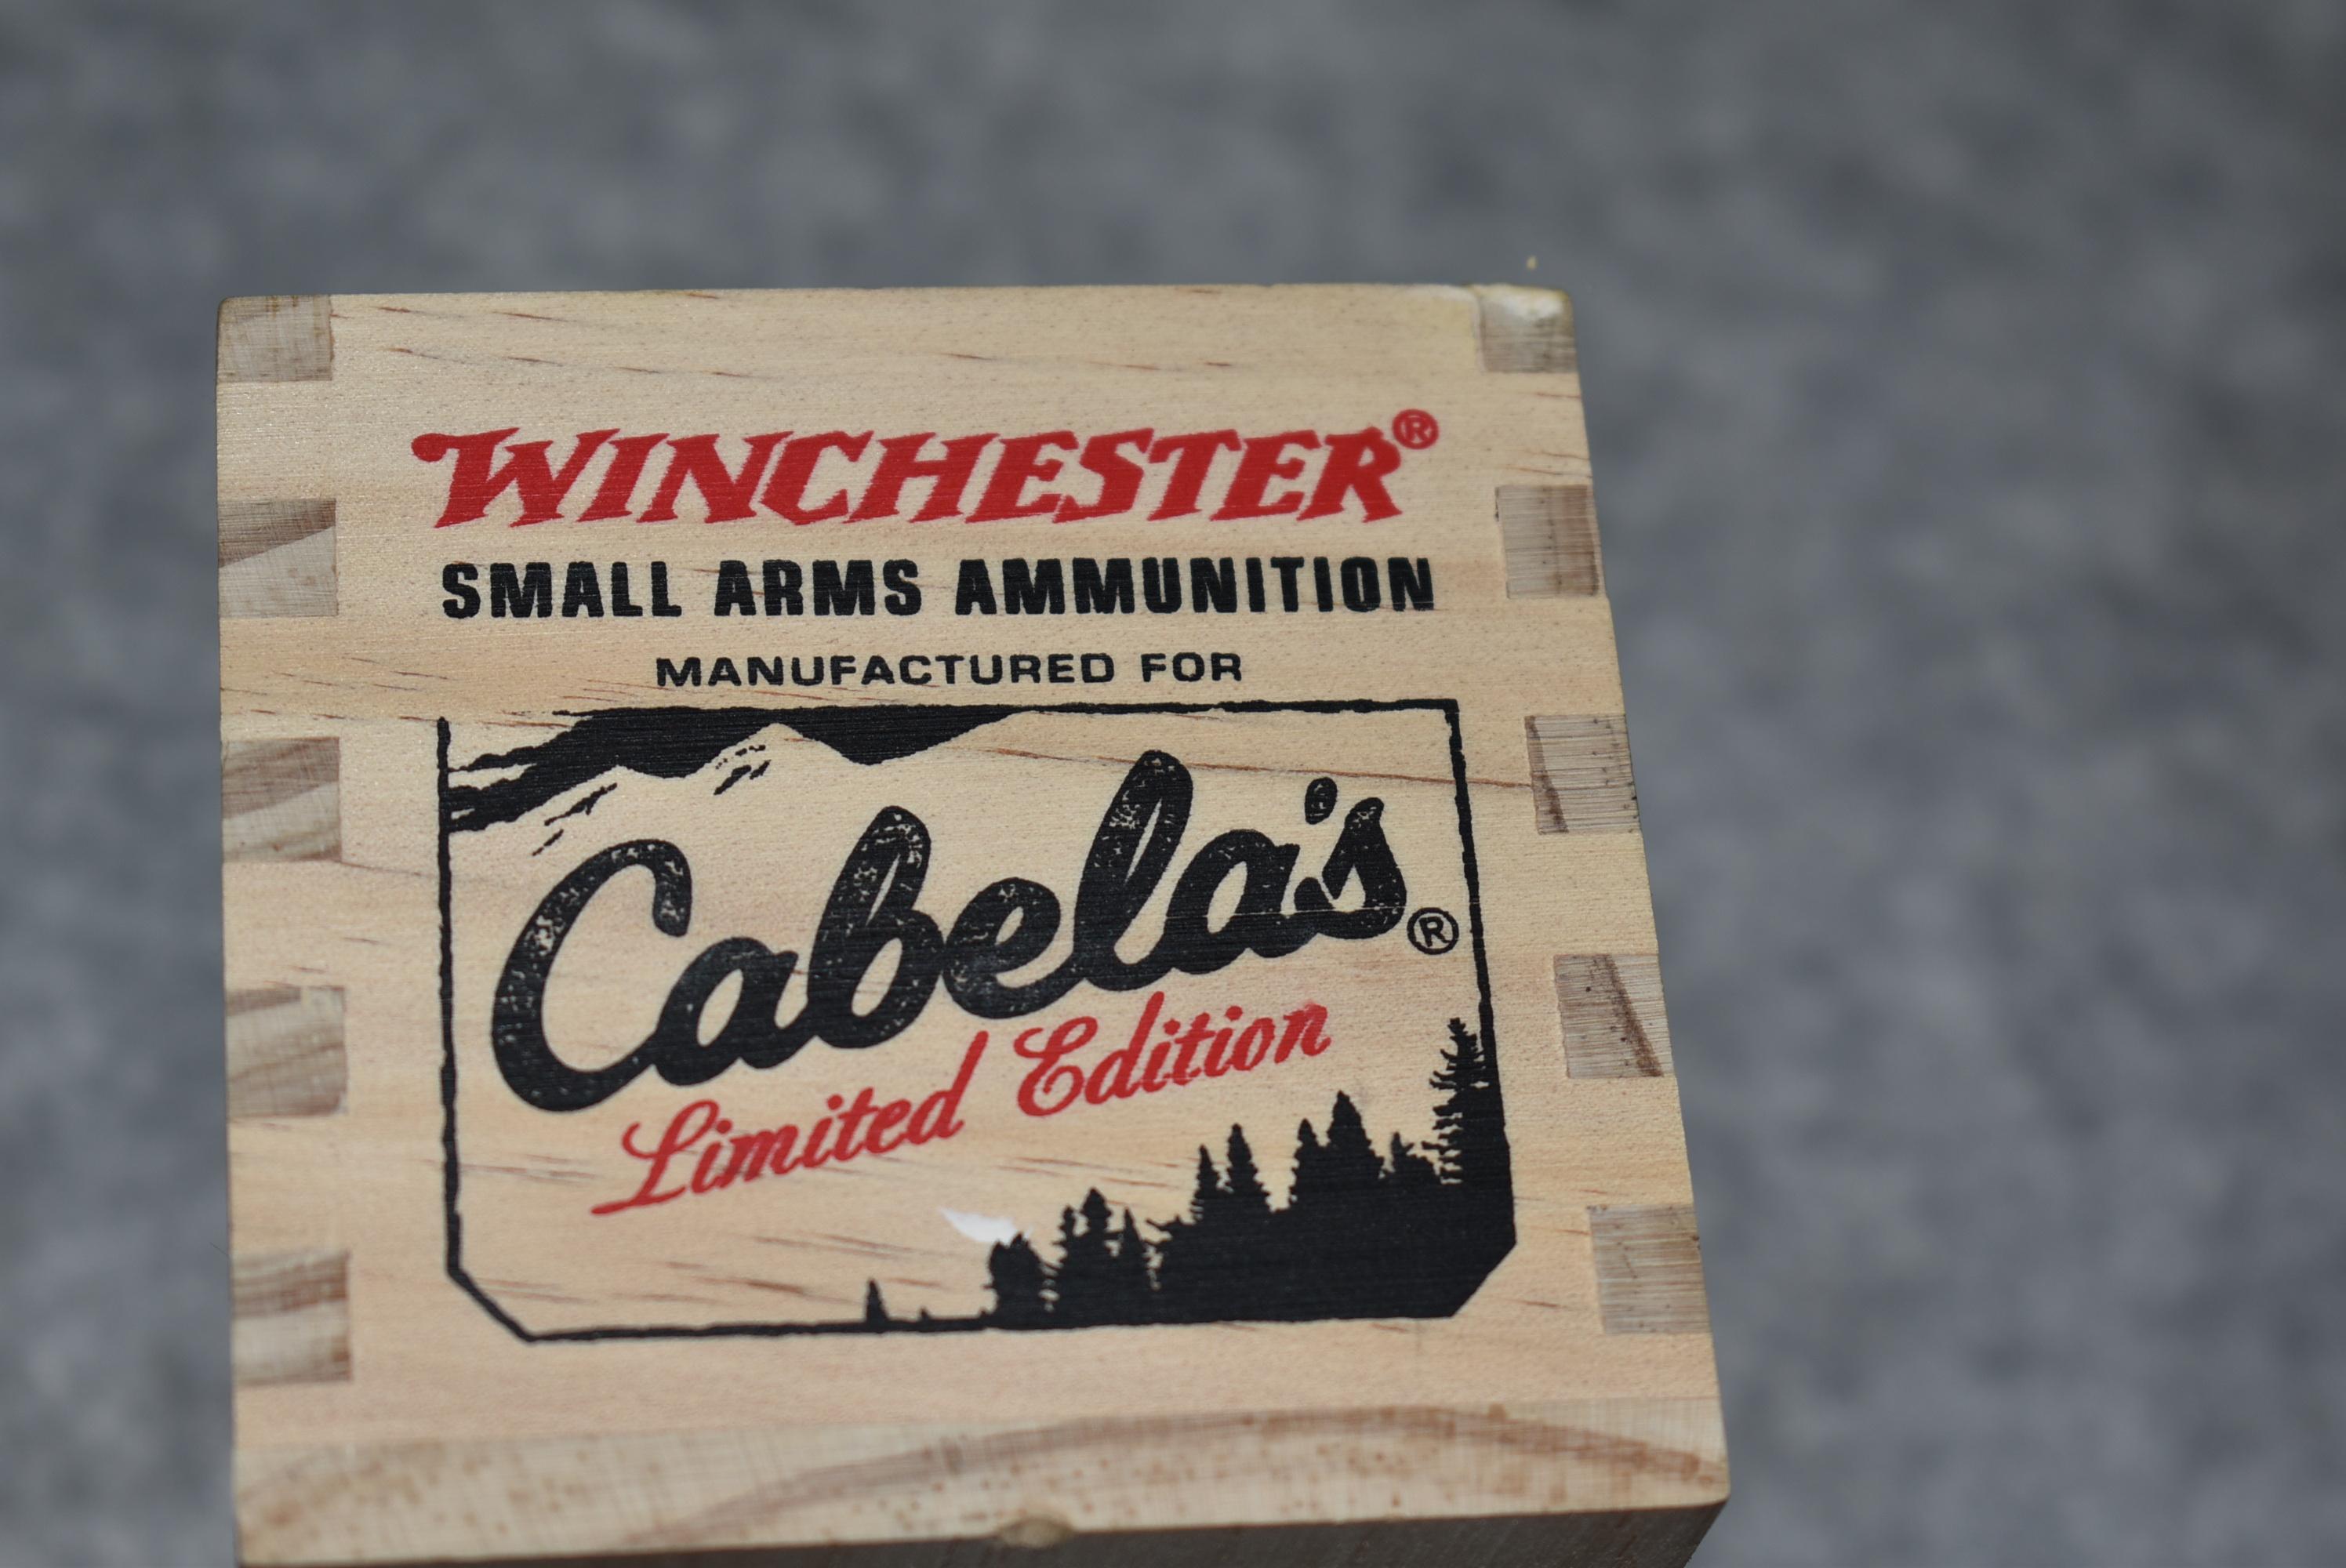 WINCHESTER®
SMALL ARMS AMMUNITION
MANUFACTURED FOR
Cabela's®
Limited Edition